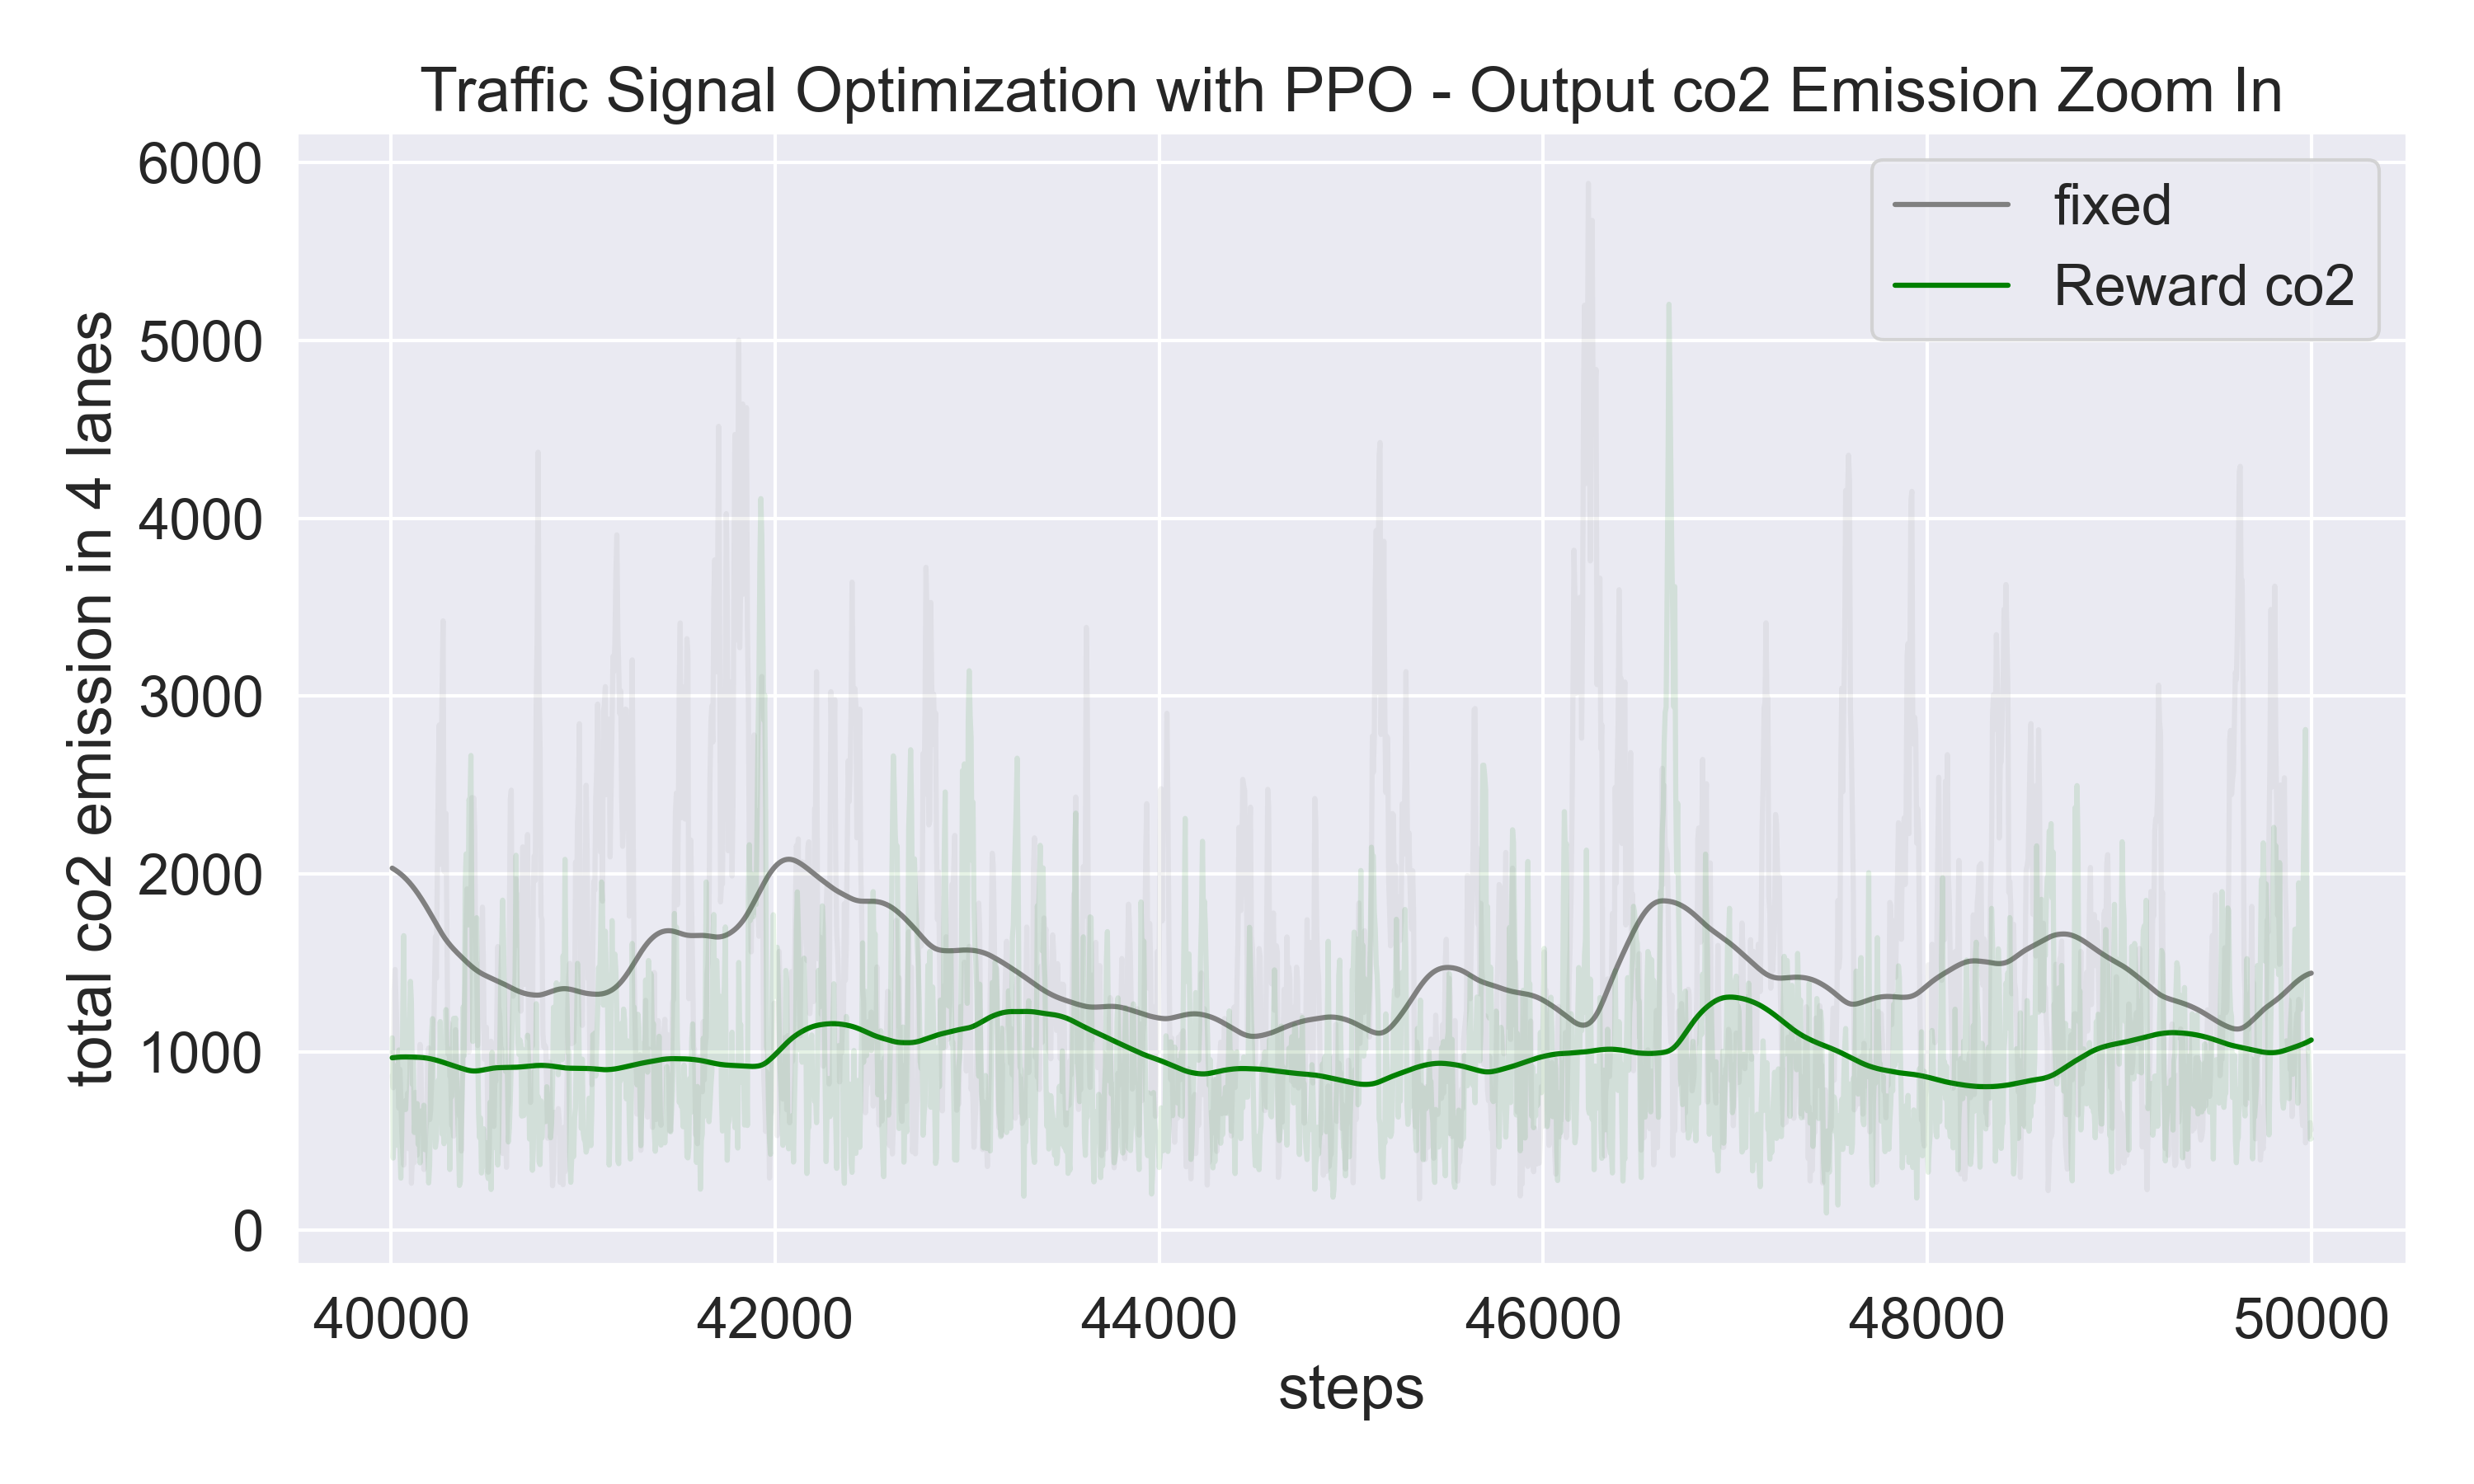 Traffic Signal Optimization with PPO - Output co2 Emission Zoom In
6000
5000
4000
3000
2000
1000
0
total co2 emission in 4 lanes
fixed
Reward co2
40000
42000
44000
46000
48000
50000
steps